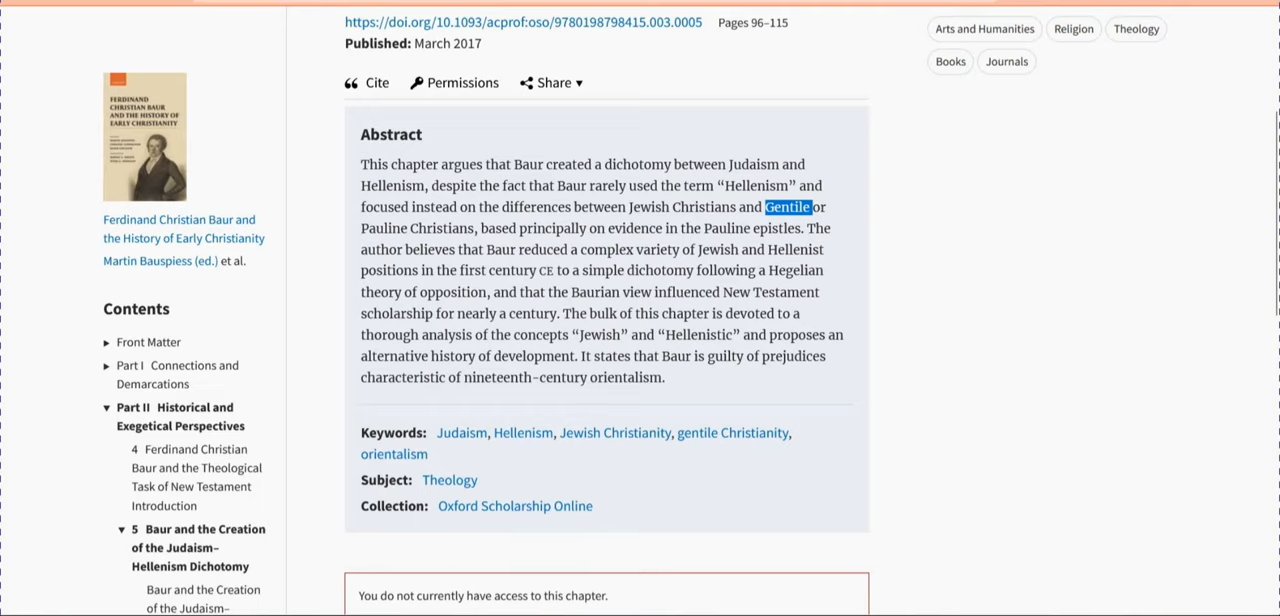 https://doi.org/10.1093/acprof:oso/9780198798415.003.0005 Pages 96–115
Published: March 2017
Cite Permissions Share ▾
Arts and Humanities Religion Theology
Books Journals
FERDINAND
CHRISTIAN BAUR
AND THE HISTORY OF
EARLY CHRISTIANITY
Ferdinand Christian Baur and
the History of Early Christianity
Martin Bauspiess (ed.) et al.
Contents
Front Matter
Part I Connections and
Demarcations
Part II Historical and
Exegetical Perspectives
4 Ferdinand Christian
Baur and the Theological
Task of New Testament
Introduction
5 Baur and the Creation
of the Judaism–
Hellenism Dichotomy
Baur and the Creation
of the Judaism–
Abstract
This chapter argues that Baur created a dichotomy between Judaism and
Hellenism, despite the fact that Baur rarely used the term “Hellenism” and
focused instead on the differences between Jewish Christians and Gentile or
Pauline Christians, based principally on evidence in the Pauline epistles. The
author believes that Baur reduced a complex variety of Jewish and Hellenist
positions in the first century CE to a simple dichotomy following a Hegelian
theory of opposition, and that the Baurian view influenced New Testament
scholarship for nearly a century. The bulk of this chapter is devoted to a
thorough analysis of the concepts “Jewish” and “Hellenistic” and proposes an
alternative history of development. It states that Baur is guilty of prejudices
characteristic of nineteenth-century orientalism.
Keywords: Judaism, Hellenism, Jewish Christianity, gentile Christianity,
orientalism
Subject: Theology
Collection: Oxford Scholarship Online
You do not currently have access to this chapter.